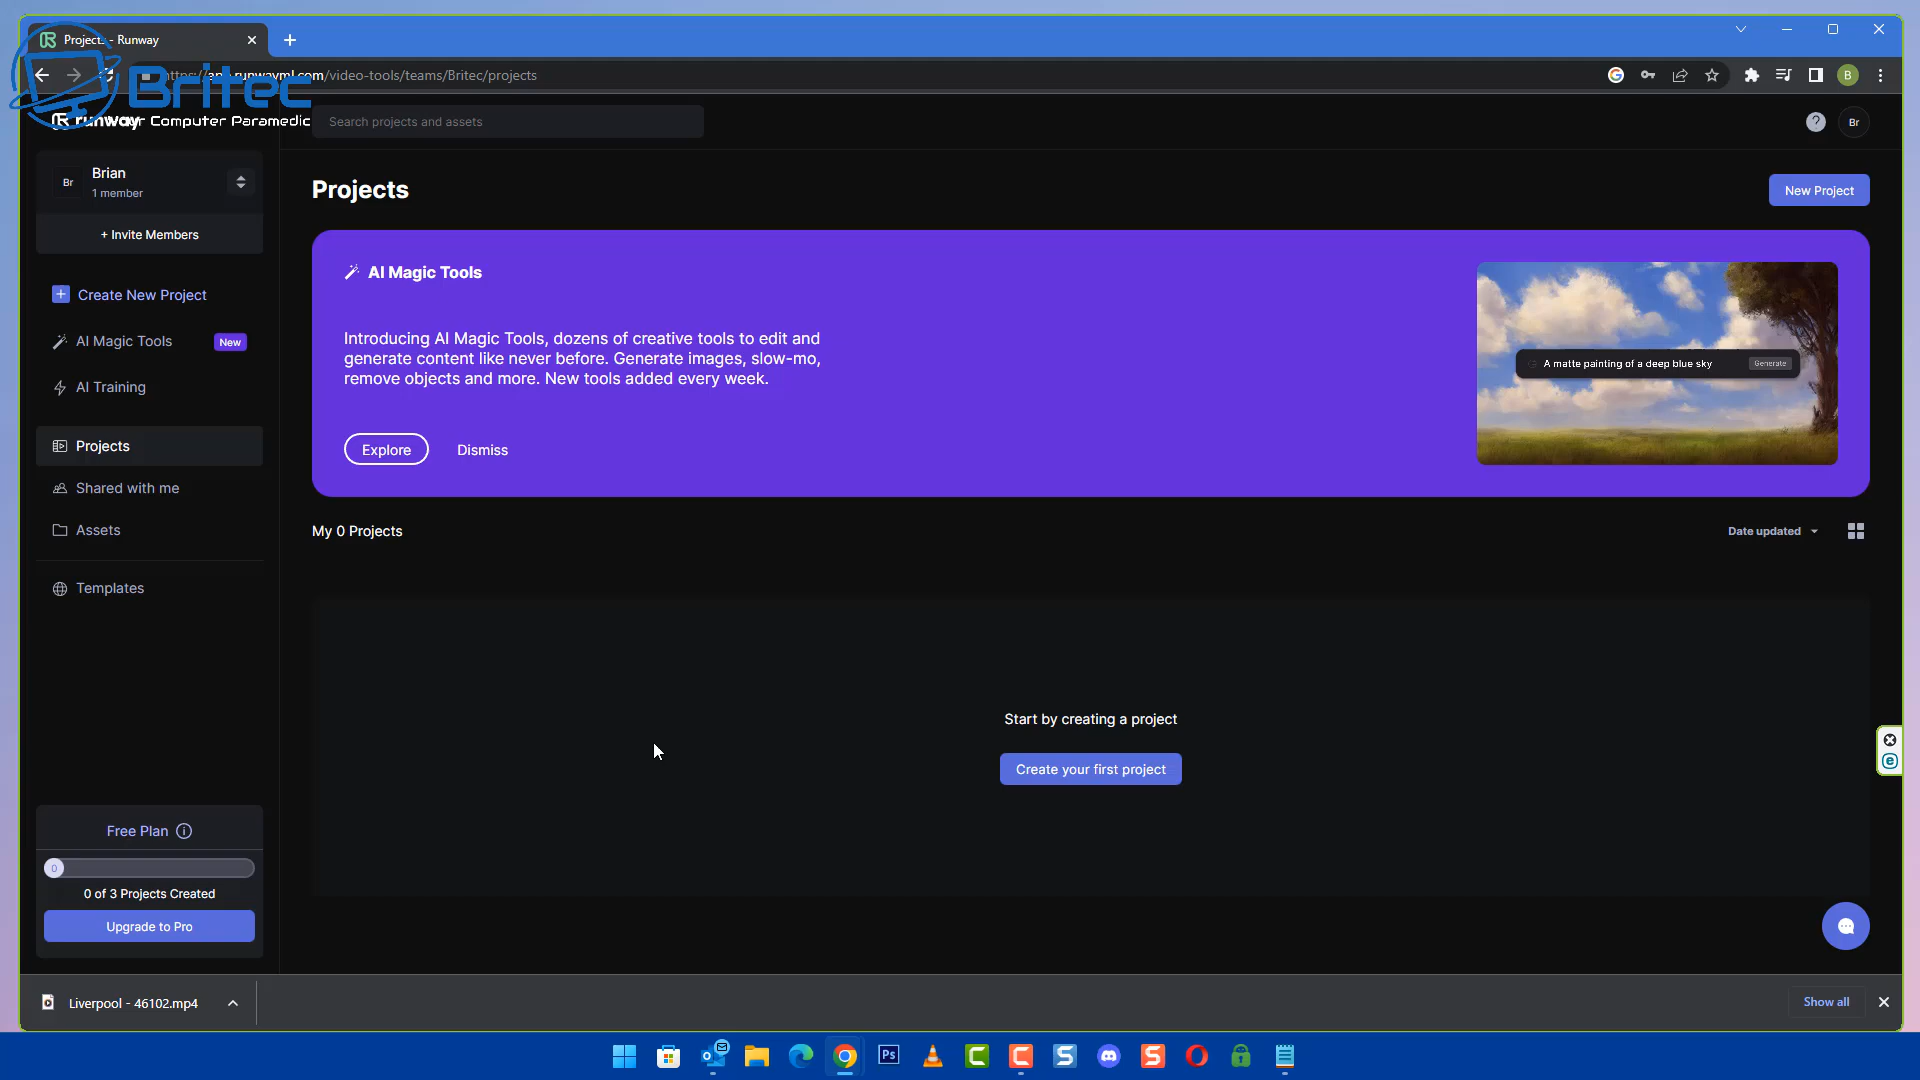 Projects - Runway
.com/video-tools/teams/Britec/projects
B
Britec
runway
Your Computer Paramedic
Search projects and assets
?
Br
Br
Brian
1 member
+ Invite Members
Create New Project
AI Magic Tools
New
AI Training
Projects
Shared with me
Assets
Templates
Projects
New Project
AI Magic Tools
Introducing AI Magic Tools, dozens of creative tools to edit and
generate content like never before. Generate images, slow-mo,
remove objects and more. New tools added every week.
Explore
Dismiss
A matte painting of a deep blue sky
Generate
My 0 Projects
Date updated
Start by creating a project
Create your first project
Free Plan
0
0 of 3 Projects Created
Upgrade to Pro
Liverpool - 46102.mp4
Show all
Ps